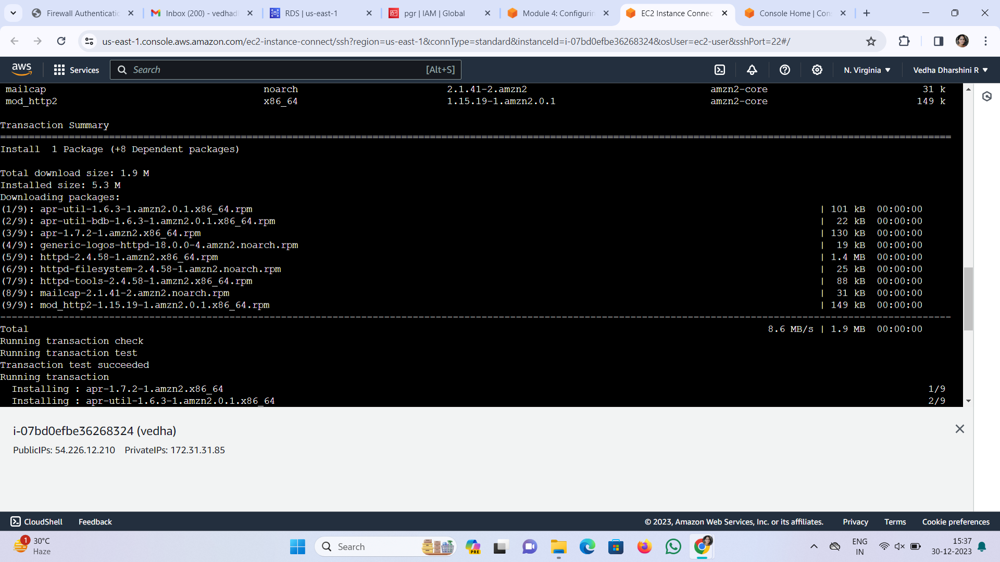 Firewall Authenticatio
Inbox (200) - vedhadh
RDS | us-east-1
pgr | IAM | Global
Module 4: Configurin
EC2 Instance Connec
Console Home | Con
us-east-1.console.aws.amazon.com/ec2-instance-connect/ssh?region=us-east-1&connType=standard&instanceId=i-07bd0efbe36268324&osUser=ec2-user&sshPort=22#/
aws Services Search [Alt+S] N. Virginia Vedha Dharshini R
mailcap noarch 2.1.41-2.amzn2 amzn2-core 31 k
mod_http2 x86_64 1.15.19-1.amzn2.0.1 amzn2-core 149 k
Transaction Summary
================================================================================
Install 1 Package (+8 Dependent packages)
Total download size: 1.9 M
Installed size: 5.3 M
Downloading packages:
(1/9): apr-util-1.6.3-1.amzn2.0.1.x86_64.rpm | 101 kB 00:00:00
(2/9): apr-util-bdb-1.6.3-1.amzn2.0.1.x86_64.rpm | 22 kB 00:00:00
(3/9): apr-1.7.2-1.amzn2.x86_64.rpm | 130 kB 00:00:00
(4/9): generic-logos-httpd-18.0.0-4.amzn2.noarch.rpm | 19 kB 00:00:00
(5/9): httpd-2.4.58-1.amzn2.x86_64.rpm | 1.4 MB 00:00:00
(6/9): httpd-filesystem-2.4.58-1.amzn2.noarch.rpm | 25 kB 00:00:00
(7/9): httpd-tools-2.4.58-1.amzn2.x86_64.rpm | 88 kB 00:00:00
(8/9): mailcap-2.1.41-2.amzn2.noarch.rpm | 31 kB 00:00:00
(9/9): mod_http2-1.15.19-1.amzn2.0.1.x86_64.rpm | 149 kB 00:00:00
--------------------------------------------------------------------------------
Total 8.6 MB/s | 1.9 MB 00:00:00
Running transaction check
Running transaction test
Transaction test succeeded
Running transaction
Installing : apr-1.7.2-1.amzn2.x86_64 1/9
Installing : apr-util-1.6.3-1.amzn2.0.1.x86_64 2/9
i-07bd0efbe36268324 (vedha)
PublicIPs: 54.226.12.210 PrivateIPs: 172.31.31.85
CloudShell Feedback © 2023, Amazon Web Services, Inc. or its affiliates. Privacy Terms Cookie preferences
1 30°C
Haze
Search
PRE
ENG
IN
15:37
30-12-2023